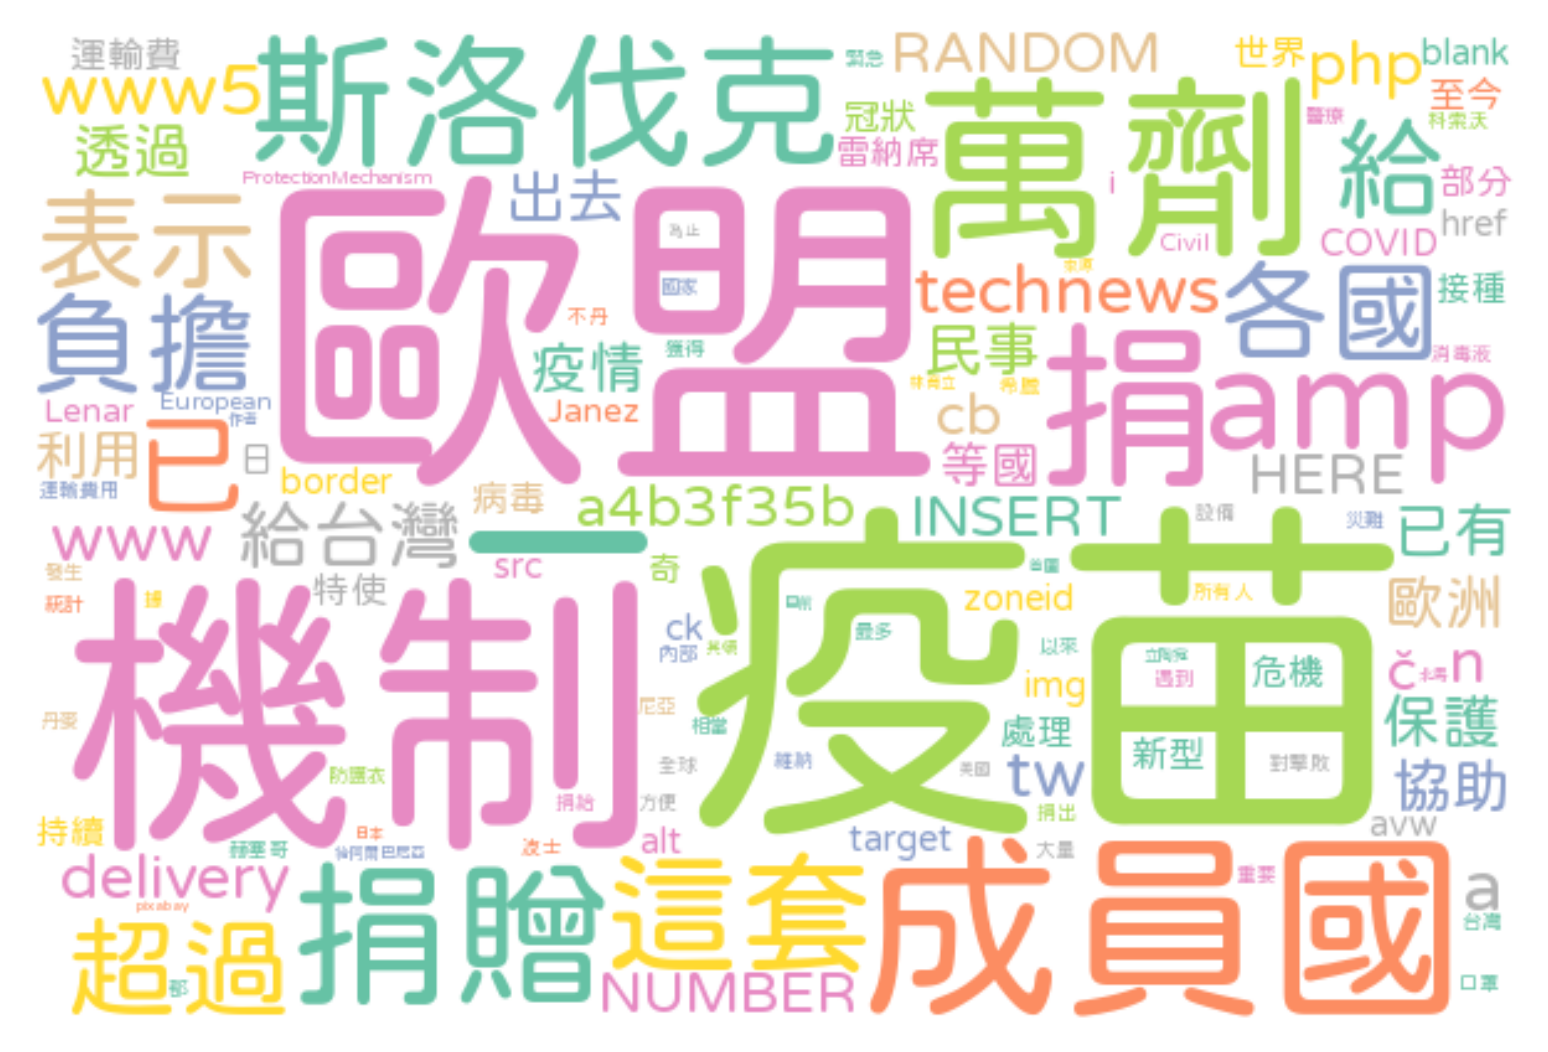 運輸費
斯洛伐克
緊急
RANDOM
世界
php
blank
www5
至今
透過
冠狀
萬劑
醫療
科索沃
雷納席
給
ProtectionMechanism
出去
歐盟
i
部分
表示
為止
Civil
COVID
href
國家
technews
各國
接種
負擔
不丹
疫情
獲得
民事
捐
消毒液
amp
Lenar
European
作者
Janez
希臘
cb
利用
已
日
border
等國
HERE
運輸費用
病毒
a4b3f35b
INSERT
設備
災難
已有
www
給台灣
一
src
奇
疫苗
發生
特使
統計
據
機制
zoneid
所有人
歐洲
ck
內部
目前
最多
以來
遇到
危機
č
n
img
丹麥
尼亞
相當
處理
保護
防護衣
全球
維納
美國
tw
新型
對擊敗
協助
持續
日本
捐給
方便
捐出
avw
赫塞哥
波士
alt
target
大量
delivery
pixabay
捐贈
這套
成員國
重要
a
台灣
超過
都
NUMBER
口罩